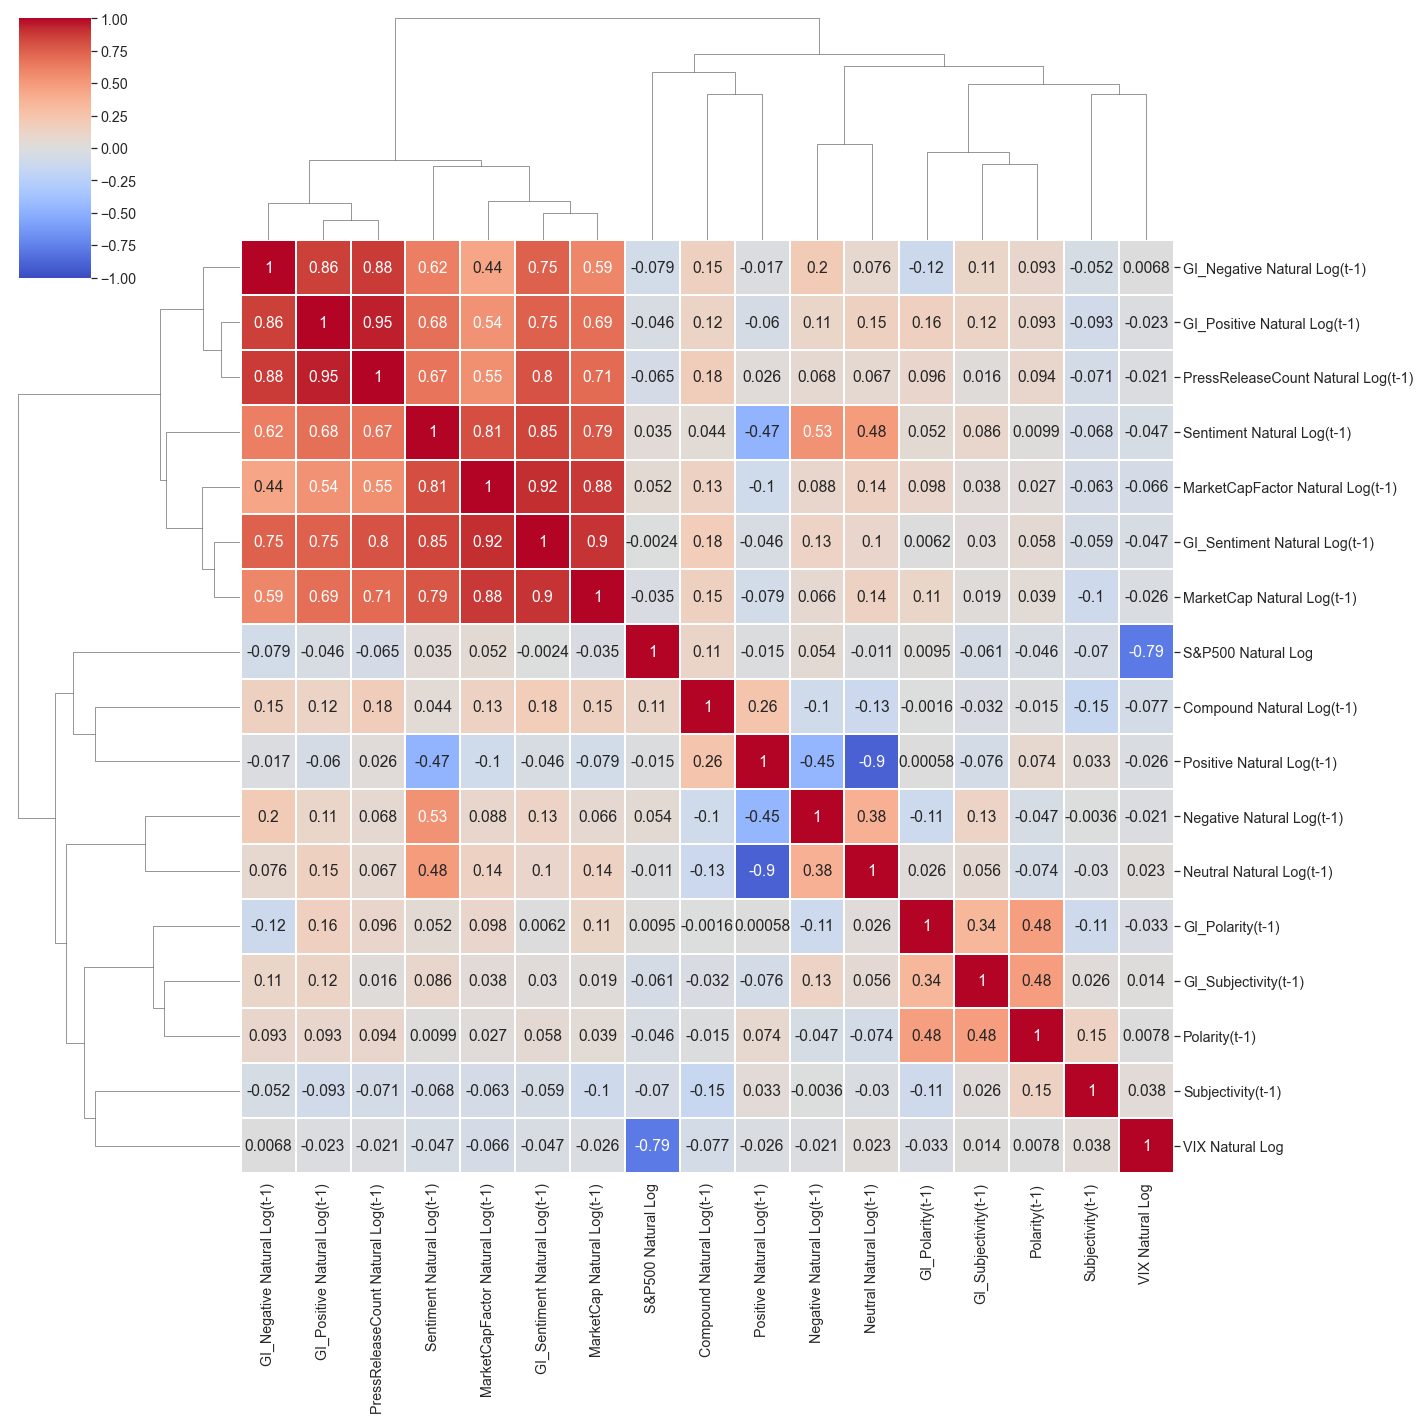 1.00
0.75
0.50
0.25
0.00
−0.25
−0.50
−0.75
−1.00
1 0.86 0.88 0.62 0.44 0.75 0.59 -0.079 0.15 -0.017 0.2 0.076 -0.12 0.11 0.093 -0.052 0.0068 GI_Negative Natural Log(t-1)
0.86 1 0.95 0.68 0.54 0.75 0.69 -0.046 0.12 -0.06 0.11 0.15 0.16 0.12 0.093 -0.093 -0.023 GI_Positive Natural Log(t-1)
0.88 0.95 1 0.67 0.55 0.8 0.71 -0.065 0.18 0.026 0.068 0.067 0.096 0.016 0.094 -0.071 -0.021 PressReleaseCount Natural Log(t-1)
0.62 0.68 0.67 1 0.81 0.85 0.79 0.035 0.044 -0.47 0.53 0.48 0.052 0.086 0.0099 -0.068 -0.047 Sentiment Natural Log(t-1)
0.44 0.54 0.55 0.81 1 0.92 0.88 0.052 0.13 -0.1 0.088 0.14 0.098 0.038 0.027 -0.063 -0.066 MarketCapFactor Natural Log(t-1)
0.75 0.75 0.8 0.85 0.92 1 0.9 -0.0024 0.18 -0.046 0.13 0.1 0.0062 0.03 0.058 -0.059 -0.047 GI_Sentiment Natural Log(t-1)
0.59 0.69 0.71 0.79 0.88 0.9 1 -0.035 0.15 -0.079 0.066 0.14 0.11 0.019 0.039 -0.1 -0.026 MarketCap Natural Log(t-1)
-0.079 -0.046 -0.065 0.035 0.052 -0.0024 -0.035 1 0.11 -0.015 0.054 -0.011 0.0095 -0.061 -0.046 -0.07 -0.79 S&P500 Natural Log
0.15 0.12 0.18 0.044 0.13 0.18 0.15 0.11 1 0.26 -0.1 -0.13 -0.0016 -0.032 -0.015 -0.15 -0.077 Compound Natural Log(t-1)
-0.017 -0.06 0.026 -0.47 -0.1 -0.046 -0.079 -0.015 0.26 1 -0.45 -0.9 0.00058 -0.076 0.074 0.033 -0.026 Positive Natural Log(t-1)
0.2 0.11 0.068 0.53 0.088 0.13 0.066 0.054 -0.1 -0.45 1 0.38 -0.11 0.13 -0.047 -0.0036 -0.021 Negative Natural Log(t-1)
0.076 0.15 0.067 0.48 0.14 0.1 0.14 -0.011 -0.13 -0.9 0.38 1 0.026 0.056 -0.074 -0.03 0.023 Neutral Natural Log(t-1)
-0.12 0.16 0.096 0.052 0.098 0.0062 0.11 0.0095 -0.0016 0.00058 -0.11 0.026 1 0.34 0.48 -0.11 -0.033 GI_Polarity(t-1)
0.11 0.12 0.016 0.086 0.038 0.03 0.019 -0.061 -0.032 -0.076 0.13 0.056 0.34 1 0.48 0.026 0.014 GI_Subjectivity(t-1)
0.093 0.093 0.094 0.0099 0.027 0.058 0.039 -0.046 -0.015 0.074 -0.047 -0.074 0.48 0.48 1 0.15 0.0078 Polarity(t-1)
-0.052 -0.093 -0.071 -0.068 -0.063 -0.059 -0.1 -0.07 -0.15 0.033 -0.0036 -0.03 -0.11 0.026 0.15 1 0.038 Subjectivity(t-1)
0.0068 -0.023 -0.021 -0.047 -0.066 -0.047 -0.026 -0.79 -0.077 -0.026 -0.021 0.023 -0.033 0.014 0.0078 0.038 1 VIX Natural Log
GI_Negative Natural Log(t-1)
GI_Positive Natural Log(t-1)
PressReleaseCount Natural Log(t-1)
Sentiment Natural Log(t-1)
MarketCapFactor Natural Log(t-1)
GI_Sentiment Natural Log(t-1)
MarketCap Natural Log(t-1)
S&P500 Natural Log
Compound Natural Log(t-1)
Positive Natural Log(t-1)
Negative Natural Log(t-1)
Neutral Natural Log(t-1)
GI_Polarity(t-1)
GI_Subjectivity(t-1)
Polarity(t-1)
Subjectivity(t-1)
VIX Natural Log